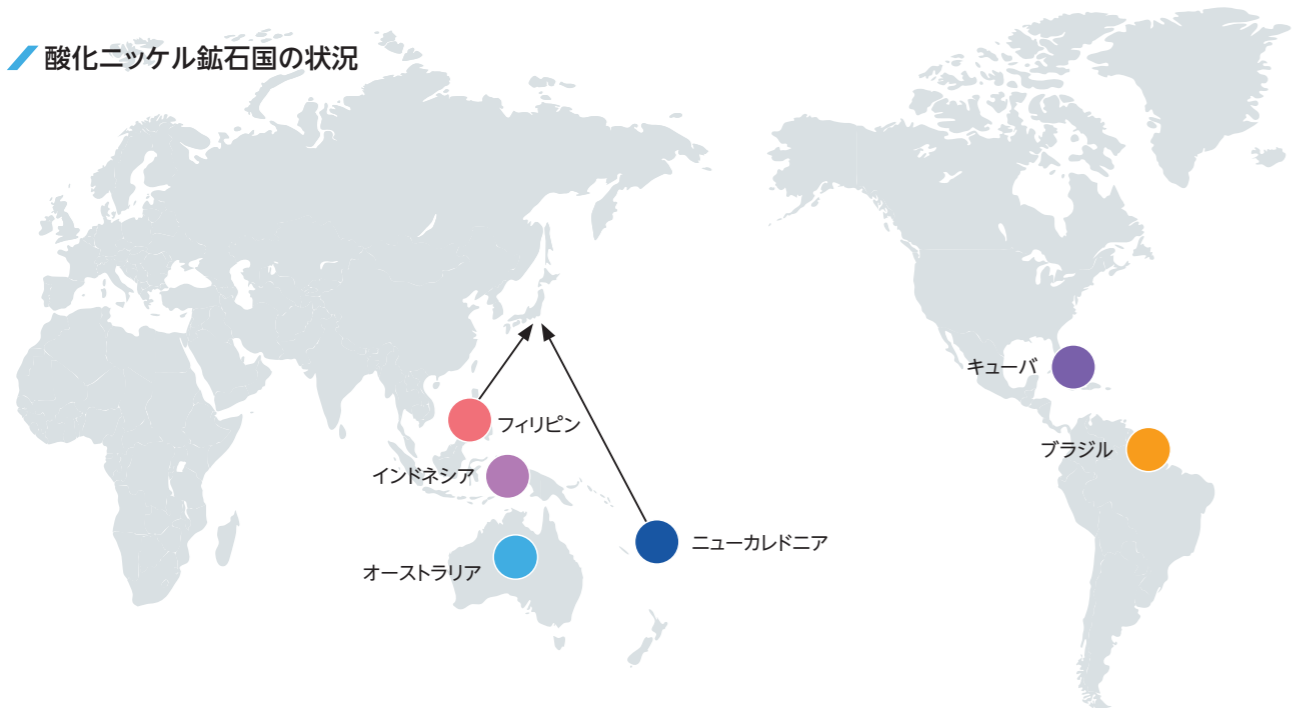 酸化ニッケル鉱石国の状況
キューバ
フィリピン
ブラジル
インドネシア
ニューカレドニア
オーストラリア